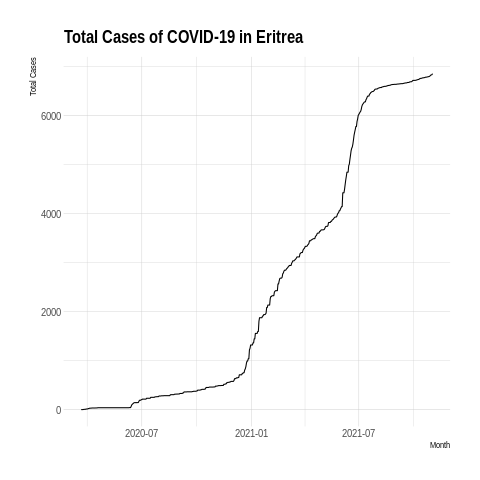 Total Cases of COVID-19 in Eritrea
Total Cases
6000
4000
2000
0
2020-07 2021-01 2021-07
Month